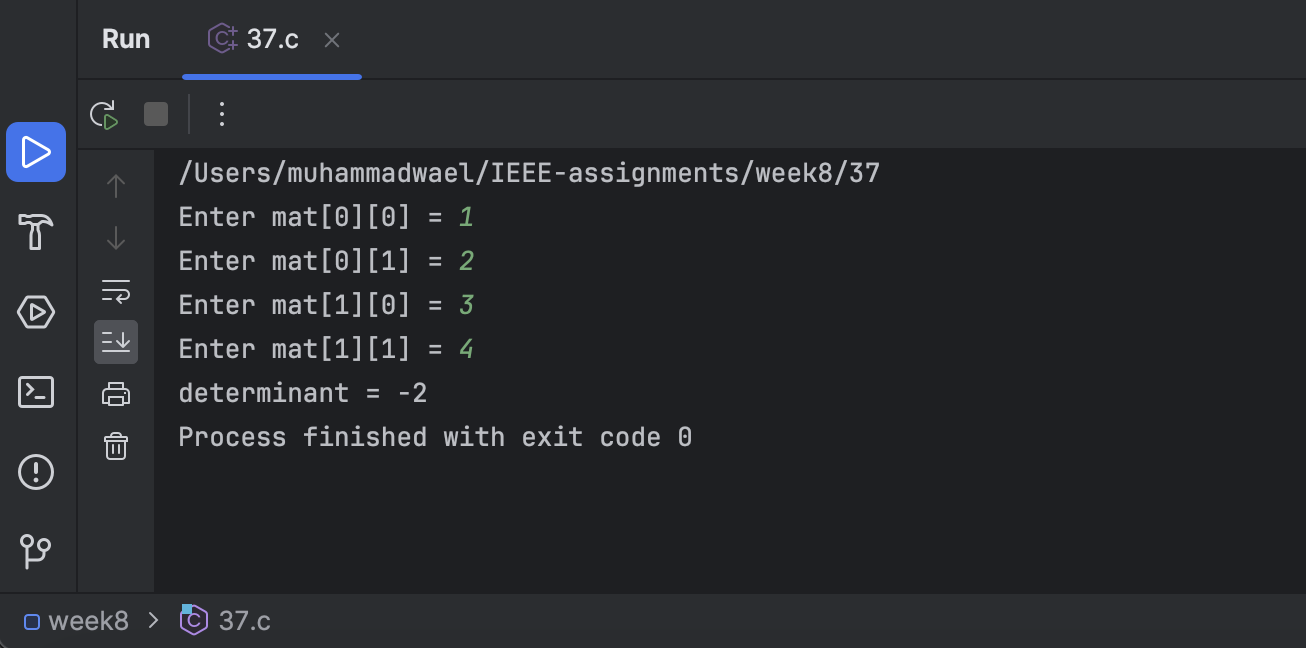 Run 37.c
/Users/muhammadwael/IEEE-assignments/week8/37
Enter mat[0][0] = 1
Enter mat[0][1] = 2
Enter mat[1][0] = 3
Enter mat[1][1] = 4
determinant = -2
Process finished with exit code 0
week8 > 37.c